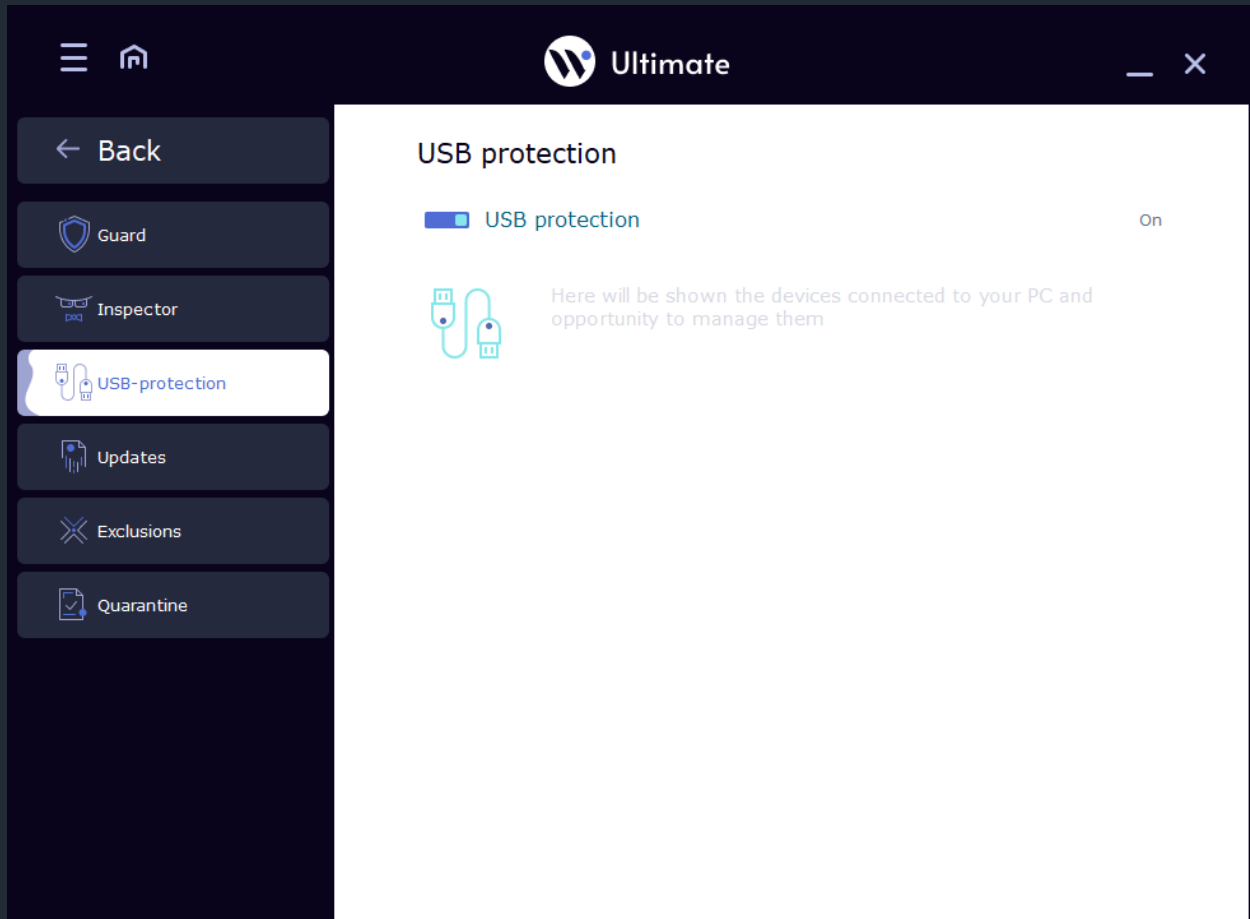 Ultimate
Back
Guard
Inspector
USB-protection
Updates
Exclusions
Quarantine
USB protection
USB protection
On
Here will be shown the devices connected to your PC and
opportunity to manage them